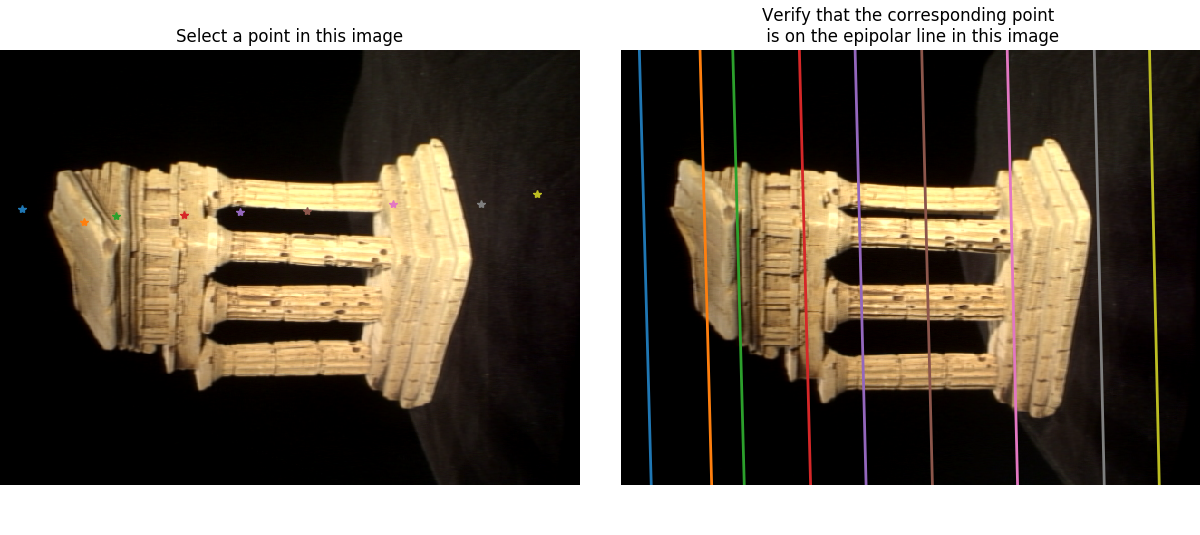 Select a point in this image
Verify that the corresponding point
is on the epipolar line in this image